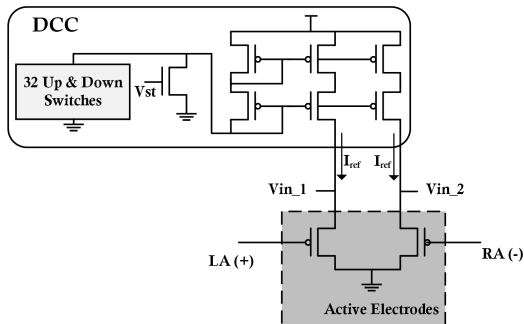 DCC
32 Up & Down
Switches
Vst
Iref
Iref
Vin_1
Vin_2
LA (+)
RA (-)
Active Electrodes